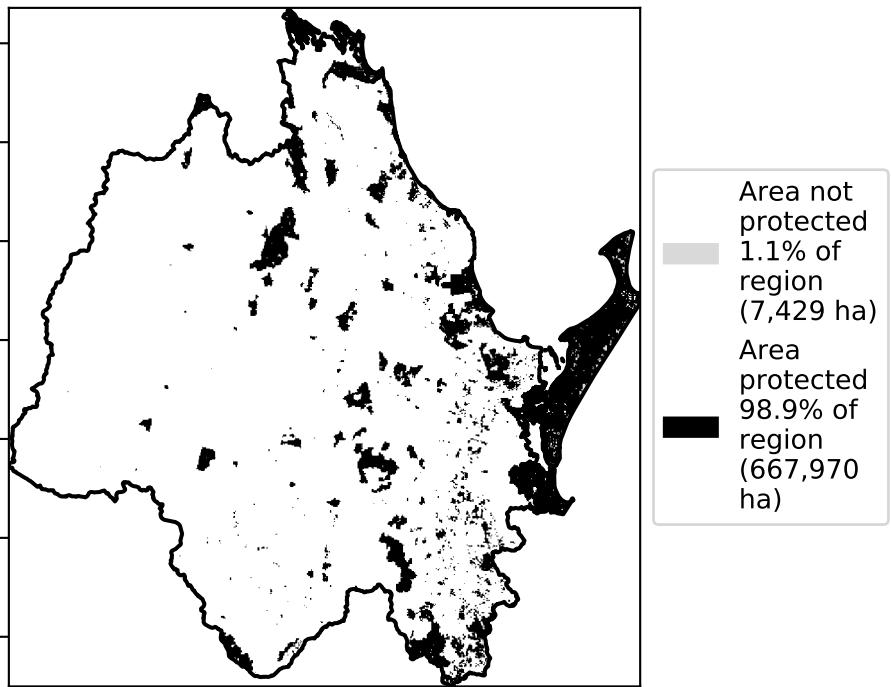 Area not
protected
1.1% of
region
(7,429 ha)
Area
protected
98.9% of
region
(667,970
ha)